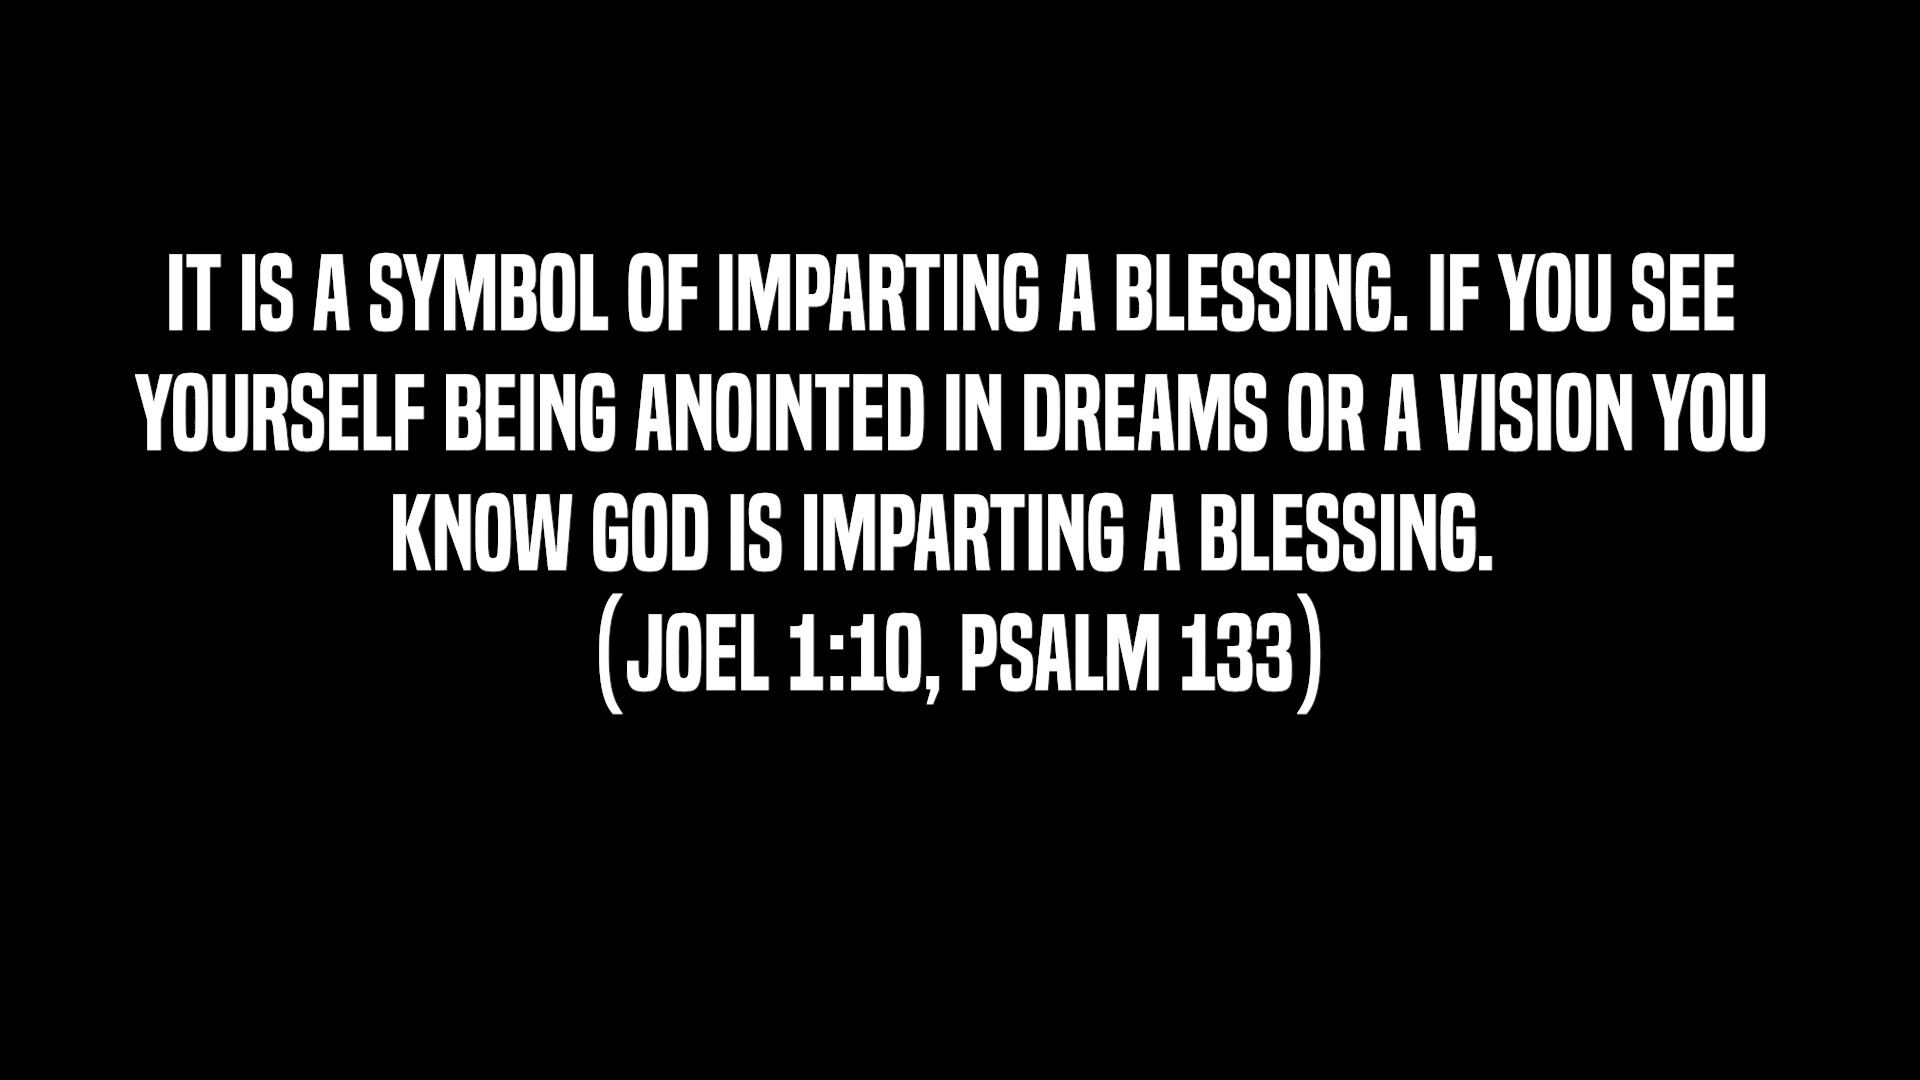 IT IS A SYMBOL OF IMPARTING A BLESSING. IF YOU SEE
YOURSELF BEING ANOINTED IN DREAMS OR A VISION YOU
KNOW GOD IS IMPARTING A BLESSING.
(JOEL 1:10, PSALM 133)